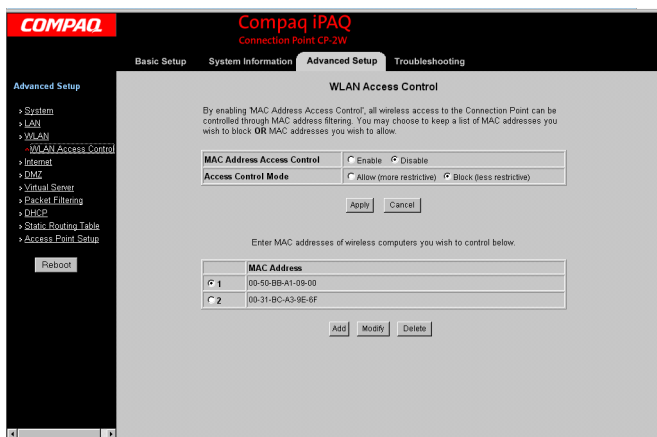 COMPAQ
Compaq iPAQ
Connection Point CP-2W
Basic Setup System Information Advanced Setup Troubleshooting
Advanced Setup
System
LAN
WLAN
WLAN Access Control
Internet
DMZ
Virtual Server
Packet Filtering
DHCP
Static Routing Table
Access Point Setup
Reboot
WLAN Access Control
By enabling 'MAC Address Access Control', all wireless access to the Connection Point can be
controlled through MAC address filtering. You may choose to keep a list of MAC addresses you
wish to block OR MAC addresses you wish to allow.
MAC Address Access Control Enable Disable
Access Control Mode Allow (more restrictive) Block (less restrictive)
Apply Cancel
Enter MAC addresses of wireless computers you wish to control below.
MAC Address
1 00-50-BB-A1-09-00
2 00-31-BC-A3-9E-6F
Add Modify Delete